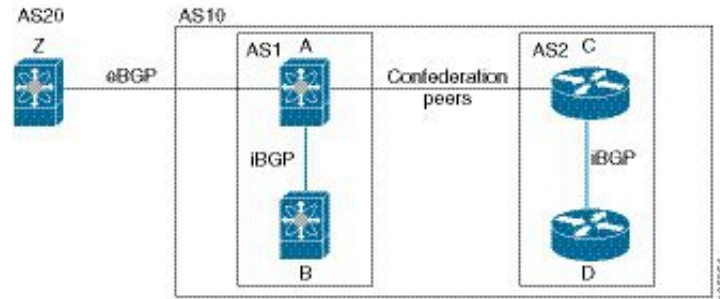 AS20
AS10
Z
eBGP
AS1
A
Confederation
peers
AS2
C
iBGP
iBGP
B
D